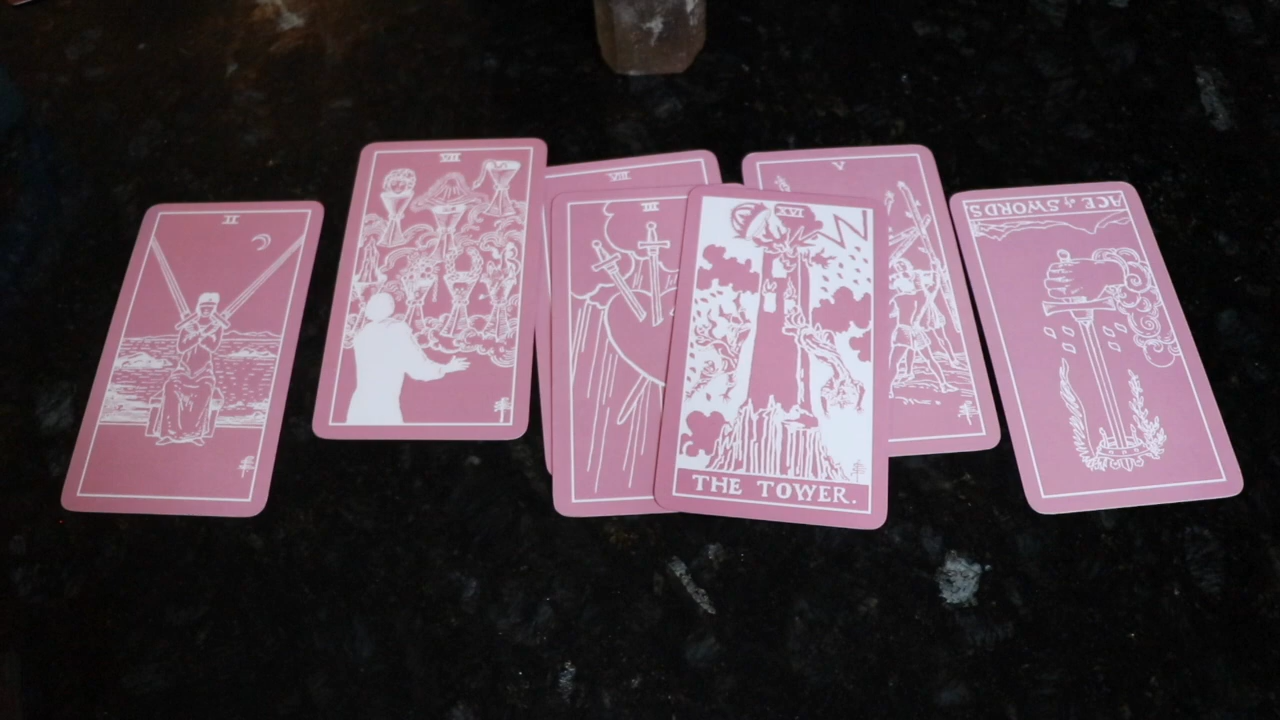 II
VII
III
XVI
THE TOWER.
V
ACE of SWORDS